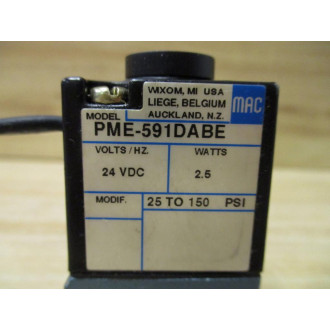 WIXOM, MI USA
LIEGE, BELGIUM
AUCKLAND, N.Z.
MAC
MODEL
PME-591DABE
VOLTS/HZ. WATTS
24 VDC 2.5
MODIF. 25 TO 150 PSI